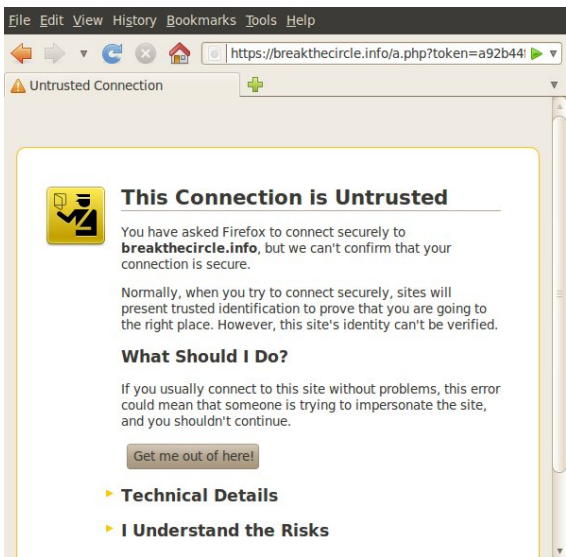 File Edit View History Bookmarks Tools Help
https://breakthecircle.info/a.php?token=a92b44
Untrusted Connection
This Connection is Untrusted
You have asked Firefox to connect securely to
breakthecircle.info, but we can't confirm that your
connection is secure.
Normally, when you try to connect securely, sites will
present trusted identification to prove that you are going to
the right place. However, this site's identity can't be verified.
What Should I Do?
If you usually connect to this site without problems, this error
could mean that someone is trying to impersonate the site,
and you shouldn't continue.
Get me out of here!
Technical Details
I Understand the Risks